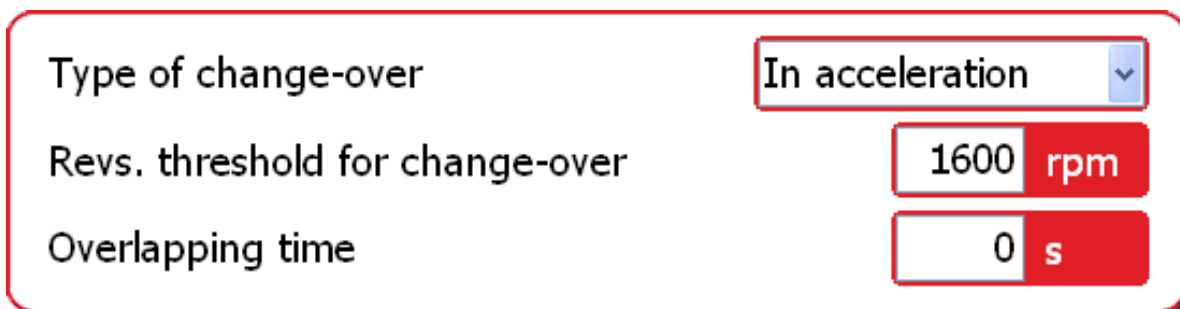 Type of change-over In acceleration
Revs. threshold for change-over 1600 rpm
Overlapping time 0 s